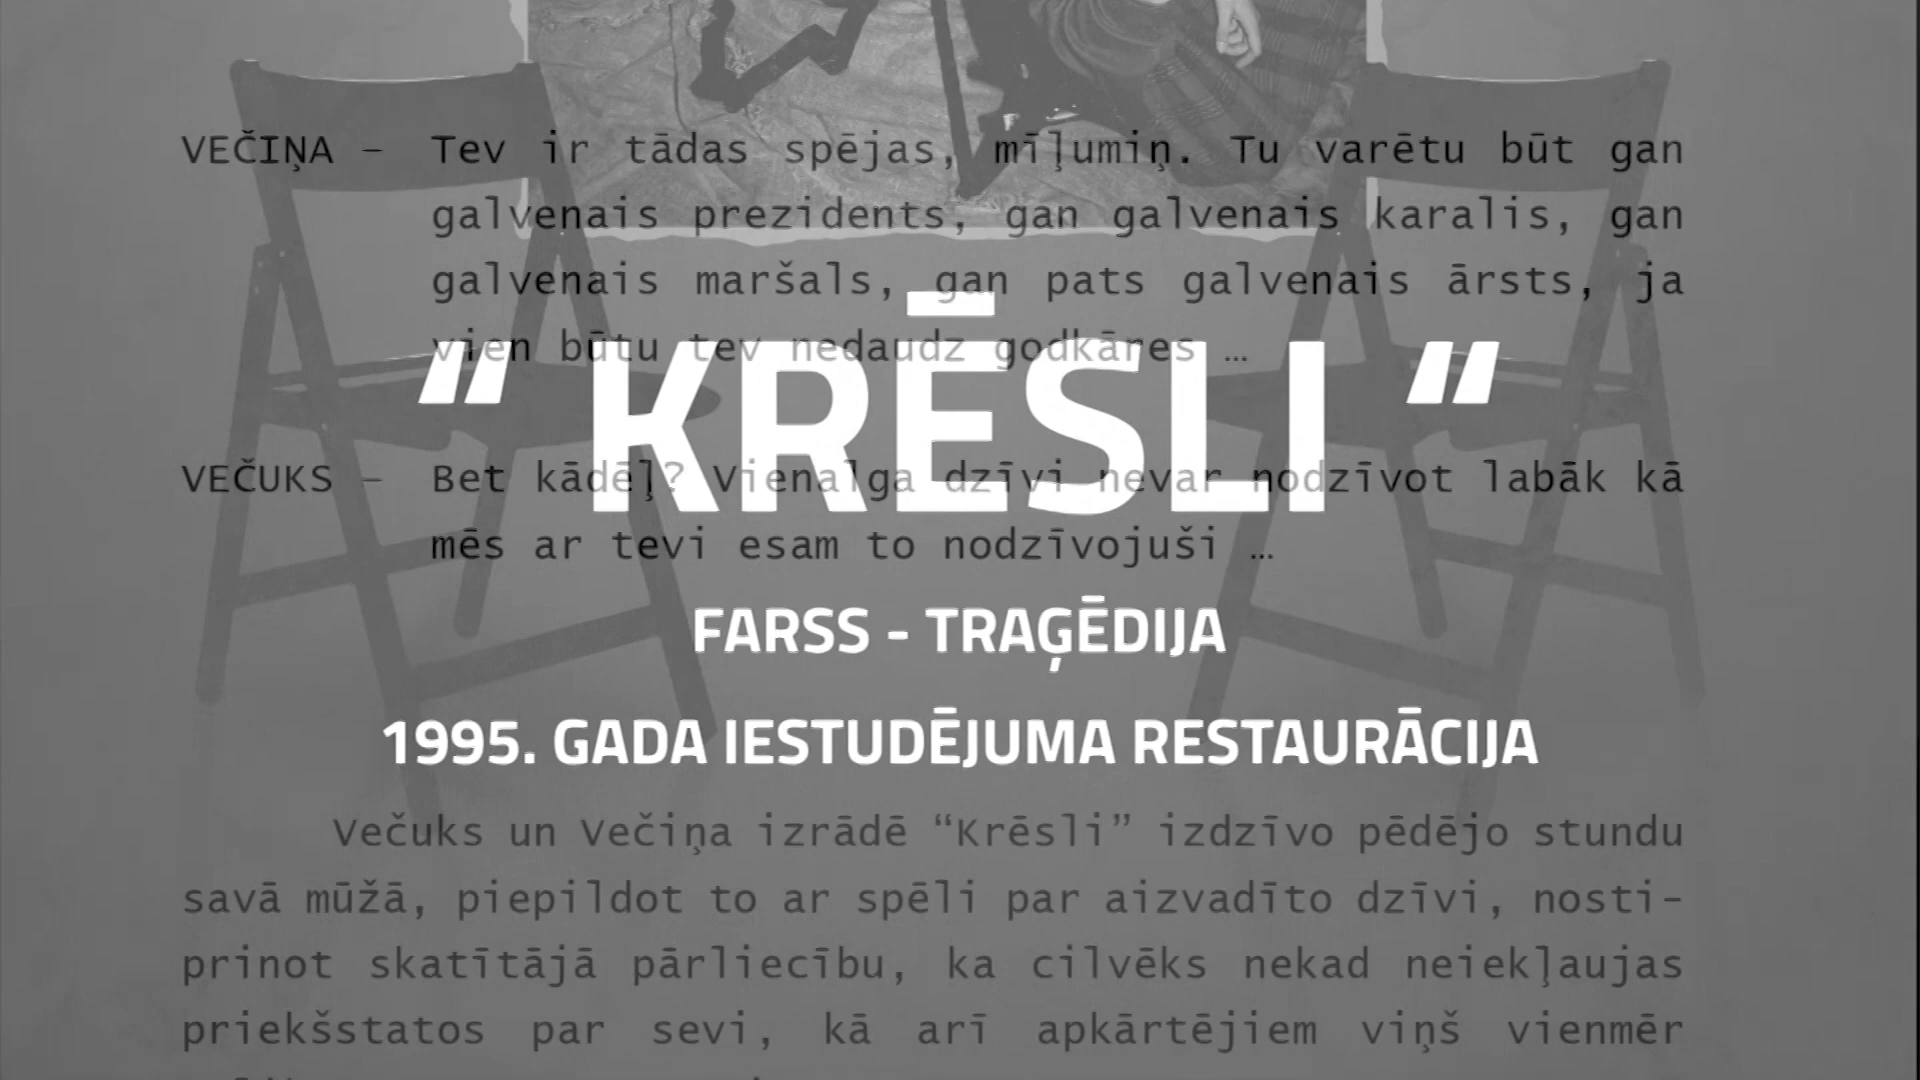 VEČIŅA – Tev ir tādas spējas, mīļumiņ. Tu varētu būt gan
galvenais prezidents, gan galvenais karalis, gan
galvenais maršals, gan pats galvenais ārsts, ja
vien būtu tev nedaudz godkāres …
“ KRĒSLI “
VEČUKS – Bet kādēļ? Vienalga dzīvi nevar nodzīvot labāk kā
mēs ar tevi esam to nodzīvojuši …
FARSS - TRAĢĒDIJA
1995. GADA IESTUDĒJUMA RESTAURĀCIJA
Večuks un Večiņa izrādē “Krēsli” izdzīvo pēdējo stundu
savā mūžā, piepildot to ar spēli par aizvadīto dzīvi, nosti-
prinot skatītājā pārliecību, ka cilvēks nekad neiekļaujas
priekšstatos par sevi, kā arī apkārtējiem viņš vienmēr